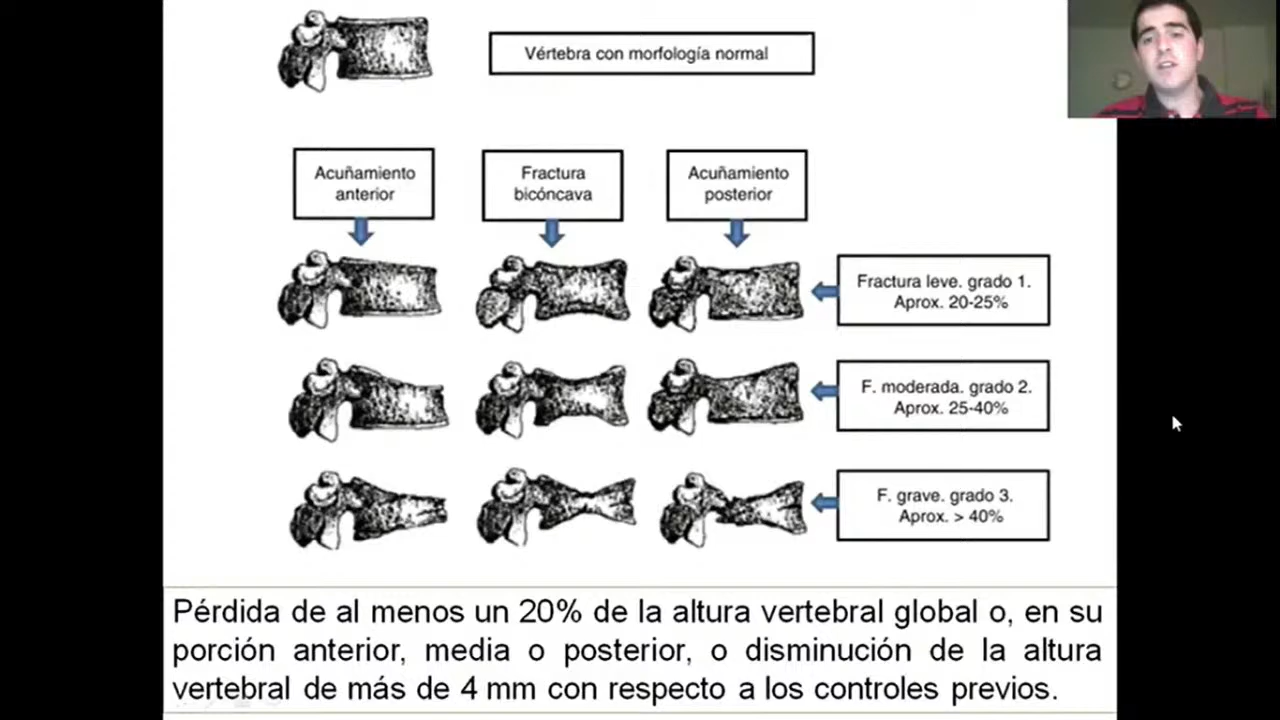 Vértebra con morfología normal
Acuñamiento
anterior
Fractura
bicóncava
Acuñamiento
posterior
Fractura leve. grado 1.
Aprox. 20-25%
F. moderada. grado 2.
Aprox. 25-40%
F. grave. grado 3.
Aprox. > 40%
Pérdida de al menos un 20% de la altura vertebral global o, en su
porción anterior, media o posterior, o disminución de la altura
vertebral de más de 4 mm con respecto a los controles previos.